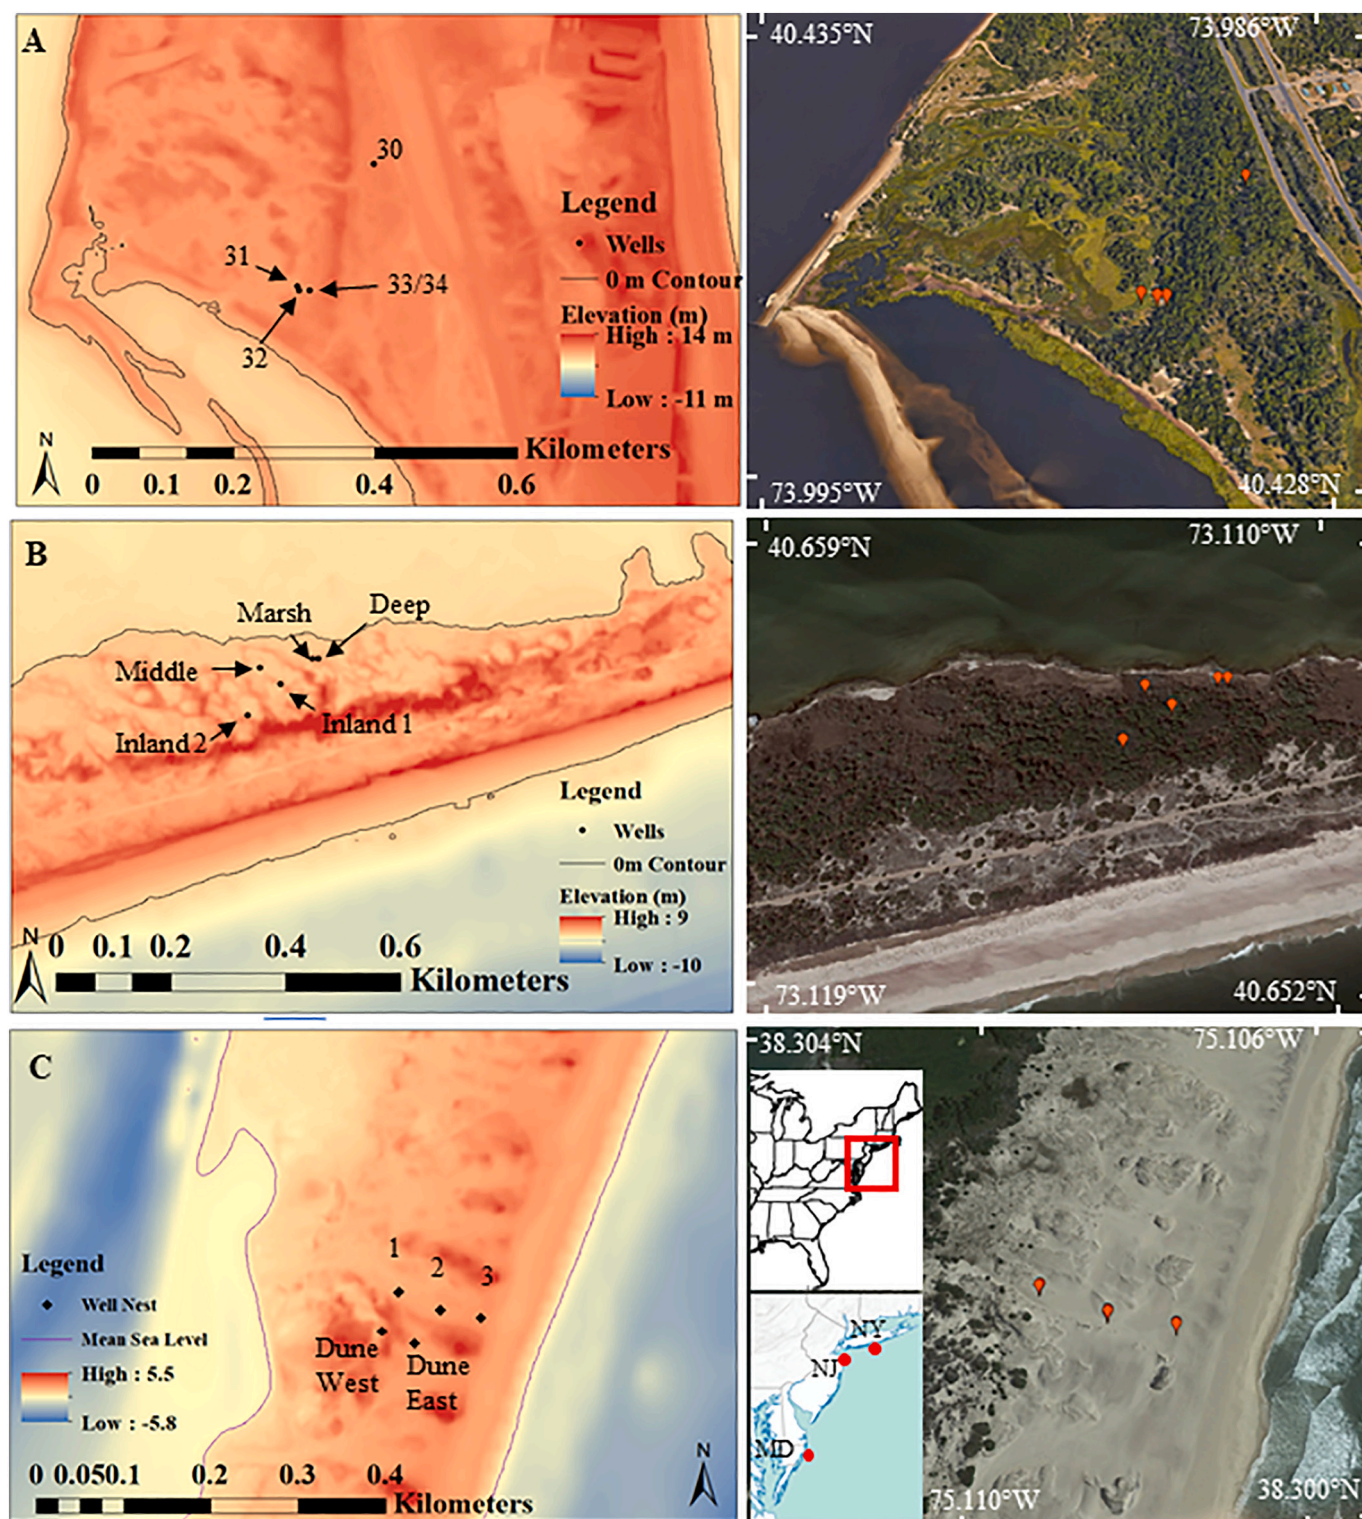 A
30
31
33/34
32
Legend
Wells
0 m Contour
Elevation (m)
High : 14 m
Low : -11 m
N
Kilometers
0 0.1 0.2 0.4 0.6
40.435°N
73.986°W
73.995°W
40.428°N
B
Marsh
Deep
Middle
Inland 1
Inland 2
Legend
Wells
0m Contour
Elevation (m)
High : 9
Low : -10
N
0 0.1 0.2 0.4 0.6
Kilometers
40.659°N
73.110°W
73.119°W
40.652°N
C
1
2
3
Dune
West
Dune
East
Legend
Well Nest
Mean Sea Level
High : 5.5
Low : -5.8
N
0 0.050.1 0.2 0.3 0.4
Kilometers
38.304°N
75.106°W
NY
NJ
MD
75.110°W
38.300°N